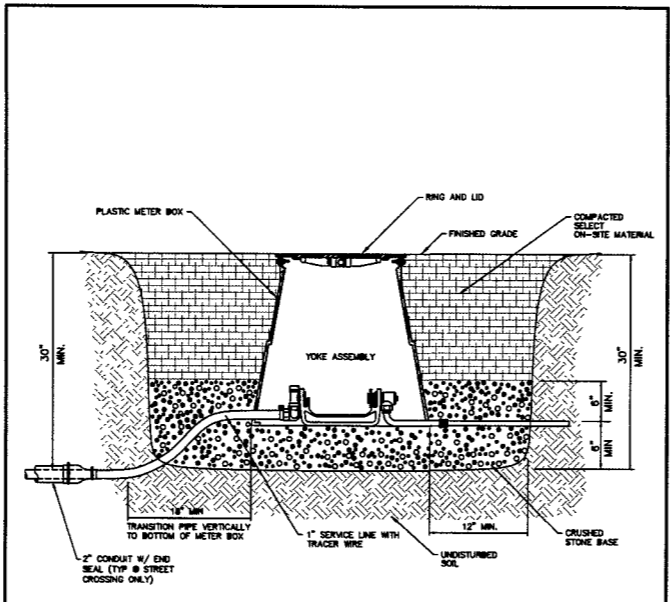 RING AND LID
PLASTIC METER BOX
FINISHED GRADE
COMPACTED
SELECT
ON-SITE MATERIAL
30"
MIN.
30"
MIN.
YOKE ASSEMBLY
6"
MIN.
6"
MIN
18" MIN
TRANSITION PIPE VERTICALLY
TO BOTTOM OF METER BOX
12" MIN.
1" SERVICE LINE WITH
TRACER WIRE
CRUSHED
STONE BASE
UNDISTURBED
SOIL
2" CONDUIT W/ END
SEAL (TYP @ STREET
CROSSING ONLY)